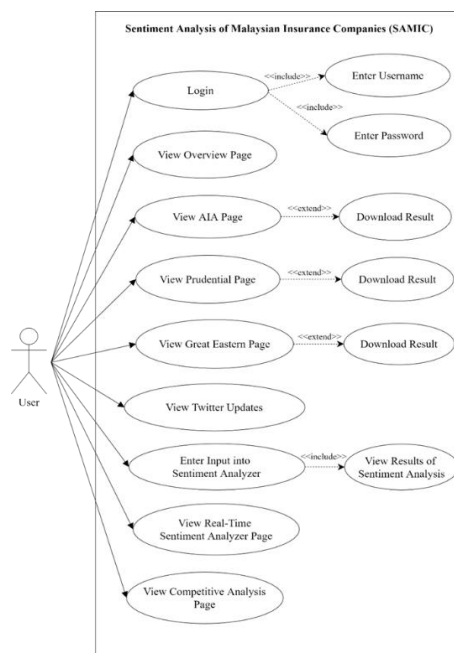 Sentiment Analysis of Malaysian Insurance Companies (SAMIC)
Login
<<include>>
Enter Username
<<include>>
Enter Password
View Overview Page
View AIA Page
<<extend>>
Download Result
View Prudential Page
<<extend>>
Download Result
View Great Eastern Page
<<extend>>
Download Result
User
View Twitter Updates
Enter Input into
Sentiment Analyzer
<<include>>
View Results of
Sentiment Analysis
View Real-Time
Sentiment Analyzer Page
View Competitive Analysis
Page